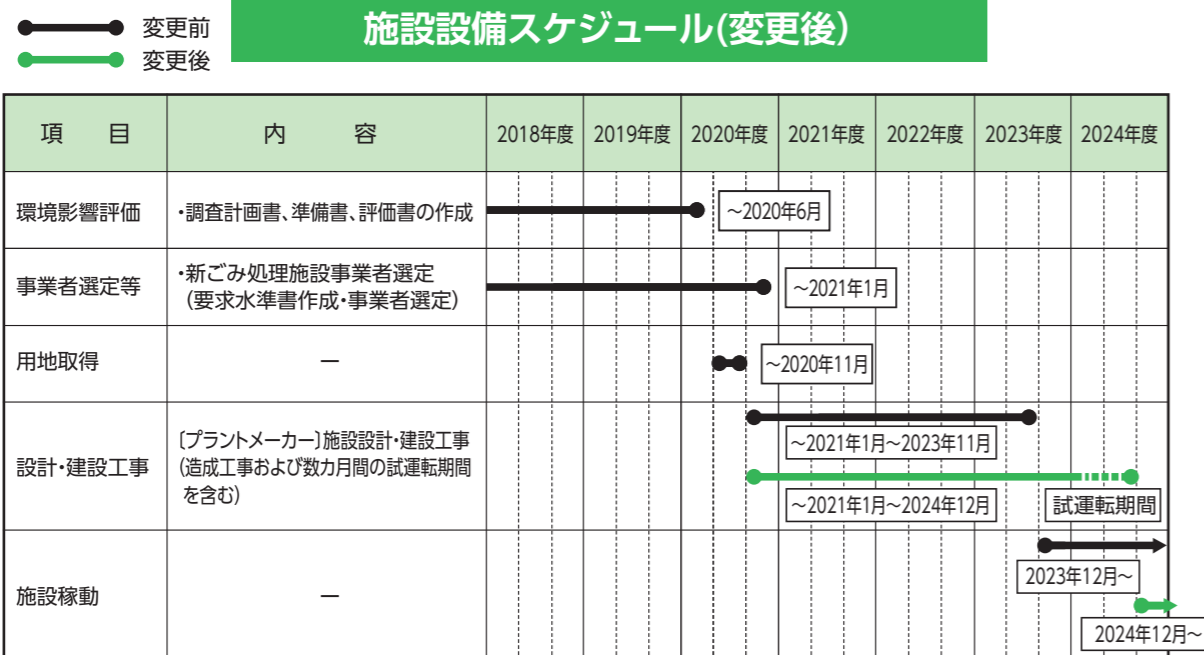 変更前
変更後
施設設備スケジュール(変更後)
項　目 内　容 2018年度 2019年度 2020年度 2021年度 2022年度 2023年度 2024年度
環境影響評価 ・調査計画書、準備書、評価書の作成 ～2020年6月
事業者選定等 ・新ごみ処理施設事業者選定
（要求水準書作成・事業者選定） ～2021年1月
用地取得 ― ～2020年11月
設計・建設工事 〔プラントメーカー〕施設設計・建設工事
(造成工事および数カ月間の試運転期間
を含む)
～2021年1月～2023年11月
～2021年1月～2024年12月 試運転期間
施設稼動 ― 2023年12月～
2024年12月～